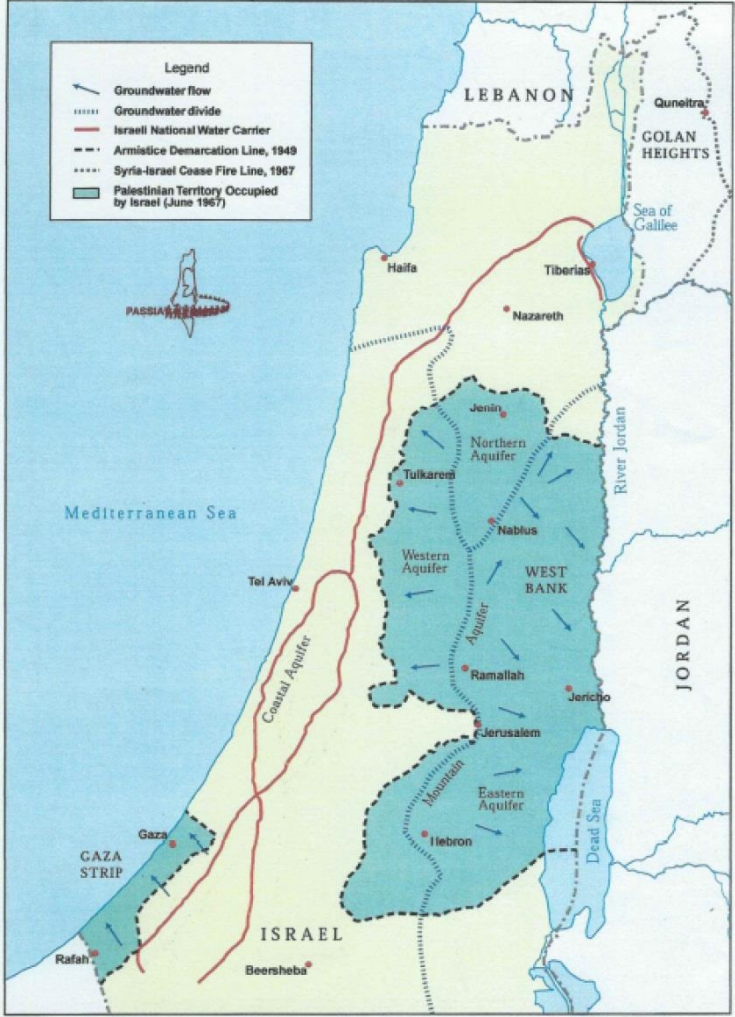 Legend
Groundwater flow
Groundwater divide
Israeli National Water Carrier
Armistice Demarcation Line, 1949
Syria-Israel Cease Fire Line, 1967
Palestinian Territory Occupied
by Israel (June 1967)
LEBANON
Quneitra
GOLAN
HEIGHTS
Sea of
Galilee
Haifa
Tiberias
PASSIA
Nazareth
Jenin
Northern
Aquifer
River Jordan
Tulkarem
Mediterranean Sea
Nablus
Western
Aquifer
WEST
BANK
Tel Aviv
Aquifer
JORDAN
Coastal Aquifer
Ramallah
Jericho
Jerusalem
Mountain
Eastern
Aquifer
Dead Sea
Gaza
Hebron
GAZA
STRIP
ISRAEL
Rafah
Beersheba